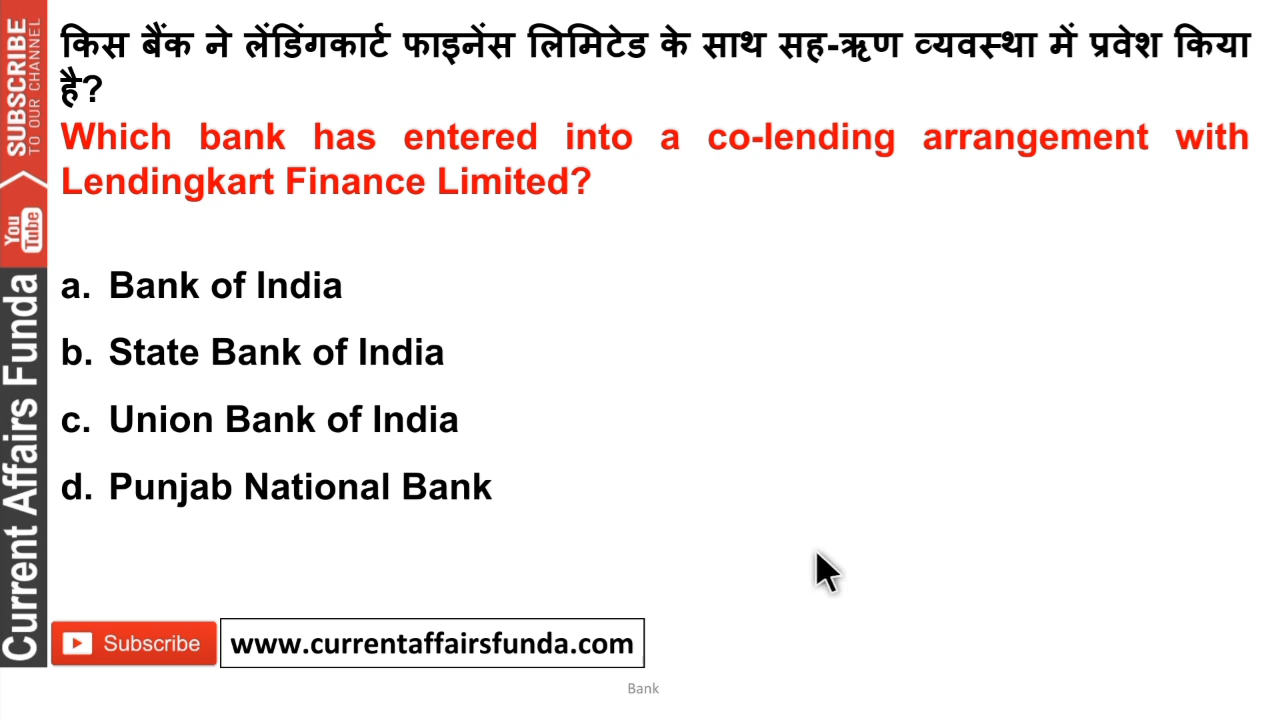 किस बैंक ने लेंडिंगकार्ट फाइनेंस लिमिटेड के साथ सह-ऋण व्यवस्था में प्रवेश किया
है?
Which bank has entered into a co-lending arrangement with
Lendingkart Finance Limited?
a. Bank of India
b. State Bank of India
c. Union Bank of India
d. Punjab National Bank
SUBSCRIBE
TO OUR CHANNEL
You
Tube
Current Affairs Funda
Subscribe
www.currentaffairsfunda.com
Bank